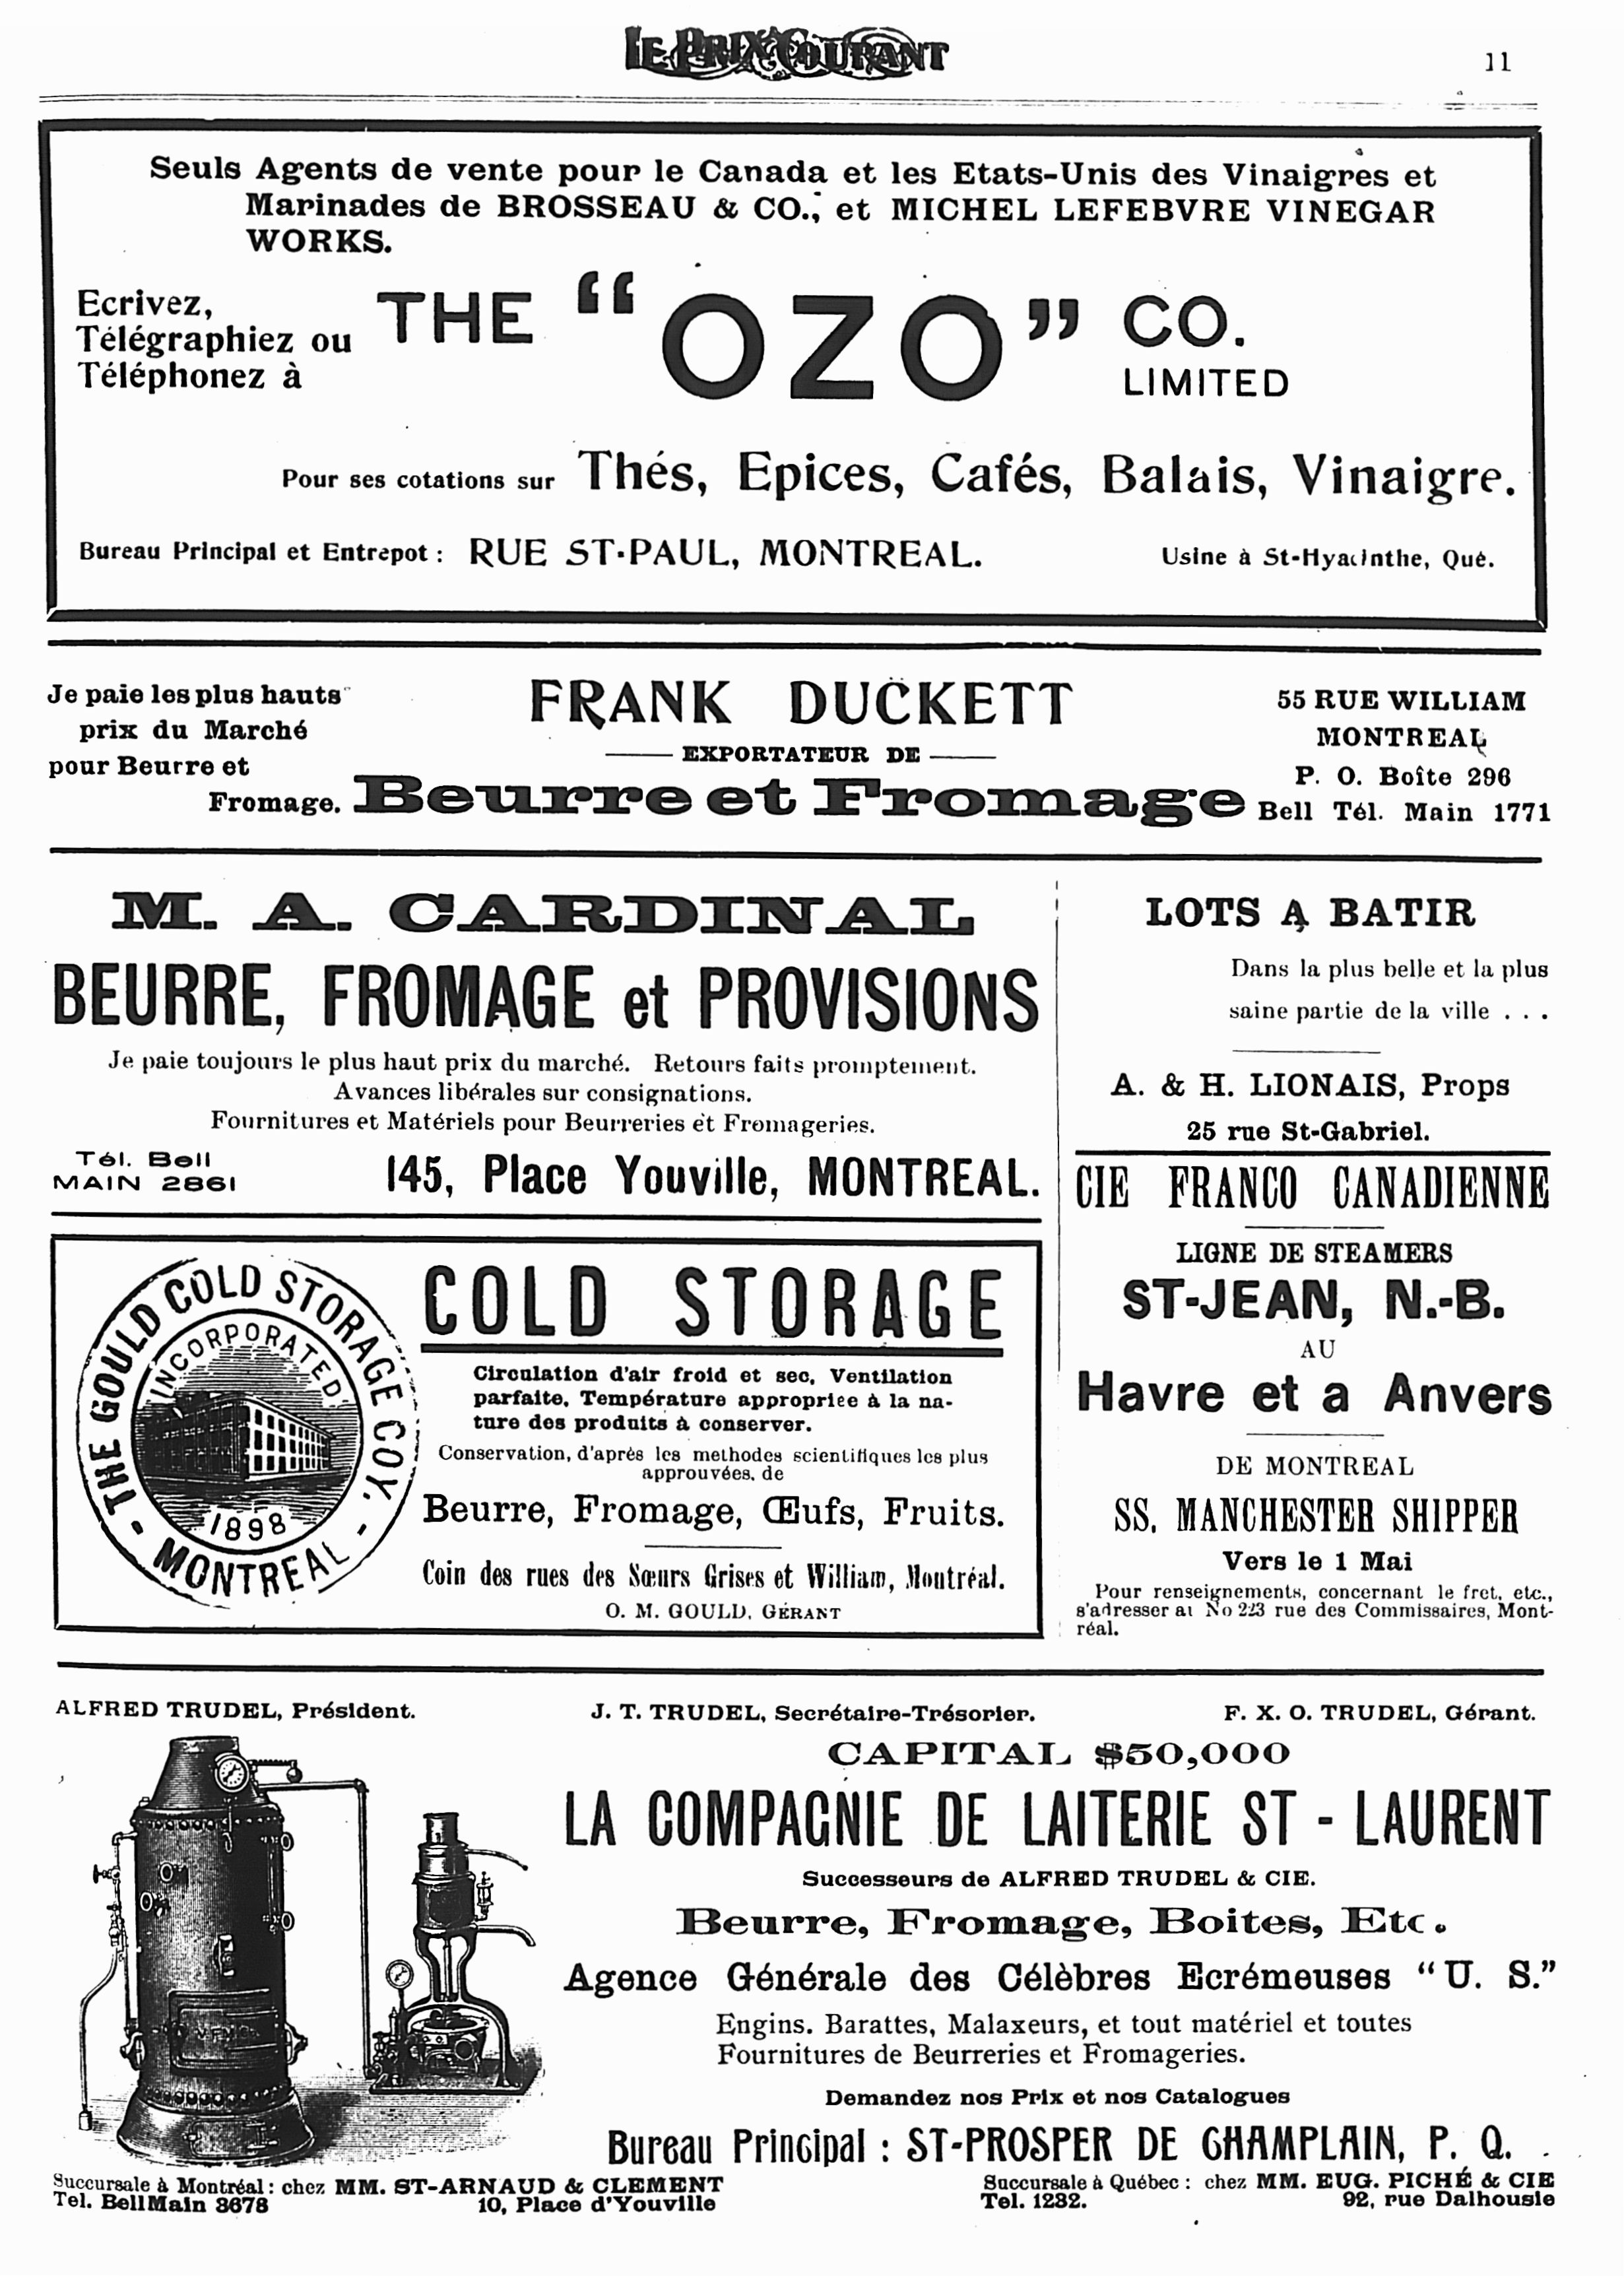 LE PRIX COURANT
11
Seuls Agents de vente pour le Canada et les Etats-Unis des Vinaigres et
Marinades de BROSSEAU & CO., et MICHEL LEFEBVRE VINEGAR
WORKS.
Ecrivez,
Télégraphiez ou
Téléphonez à
THE "OZO" CO.
LIMITED
Pour ses cotations sur Thés, Epices, Cafés, Balais, Vinaigre.
Bureau Principal et Entrepot : RUE ST-PAUL, MONTREAL.
Usine à St-Hyacinthe, Qué.
Je paie les plus hauts
prix du Marché
pour Beurre et
Fromage.
FRANK DUCKETT
EXPORTATEUR DE
Beurre et Fromage
55 RUE WILLIAM
MONTREAL
P. O. Boîte 296
Bell Tél. Main 1771
M. A. CARDINAL
BEURRE, FROMAGE et PROVISIONS
Je paie toujours le plus haut prix du marché. Retours faits promptement.
Avances libérales sur consignations.
Fournitures et Matériels pour Beurreries et Fromageries.
Tél. Bell
MAIN 2861
145, Place Youville, MONTREAL.
THE GOULD COLD STORAGE COY. - MONTREAL -
INCORPORATED
1898
COLD STORAGE
Circulation d'air froid et sec, Ventilation
parfaite, Température appropriee à la na-
ture des produits à conserver.
Conservation, d'après les methodes scientifiques les plus
approuvées, de
Beurre, Fromage, Œufs, Fruits.
Coin des rues des Sœurs Grises et William, Montréal.
O. M. GOULD, GÉRANT
LOTS A BATIR
Dans la plus belle et la plus
saine partie de la ville . . .
A. & H. LIONAIS, Props
25 rue St-Gabriel.
CIE FRANCO CANADIENNE
LIGNE DE STEAMERS
ST-JEAN, N.-B.
AU
Havre et a Anvers
DE MONTREAL
SS. MANCHESTER SHIPPER
Vers le 1 Mai
Pour renseignements, concernant le fret, etc.,
s'adresser au No 223 rue des Commissaires, Mont-
réal.
ALFRED TRUDEL, Président.
J. T. TRUDEL, Secrétaire-Trésorier.
F. X. O. TRUDEL, Gérant.
CAPITAL $50,000
LA COMPAGNIE DE LAITERIE ST - LAURENT
Successeurs de ALFRED TRUDEL & CIE.
Beurre, Fromage, Boites, Etc.
Agence Générale des Célèbres Ecrémeuses "U. S."
Engins. Barattes, Malaxeurs, et tout matériel et toutes
Fournitures de Beurreries et Fromageries.
Demandez nos Prix et nos Catalogues
Bureau Principal : ST-PROSPER DE CHAMPLAIN, P. Q.
Succursale à Montréal : chez MM. ST-ARNAUD & CLEMENT
Tel. Bell Main 3678
10, Place d'Youville
Succursale à Québec : chez MM. EUG. PICHÉ & CIE
Tel. 1232.
92, rue Dalhousie